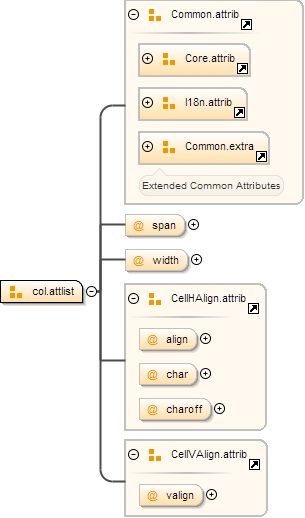 Common.attrib
Core.attrib
I18n.attrib
Common.extra
Extended Common Attributes
@ span
@ width
col.attlist
CellHAlign.attrib
@ align
@ char
@ charoff
CellVAlign.attrib
@ valign